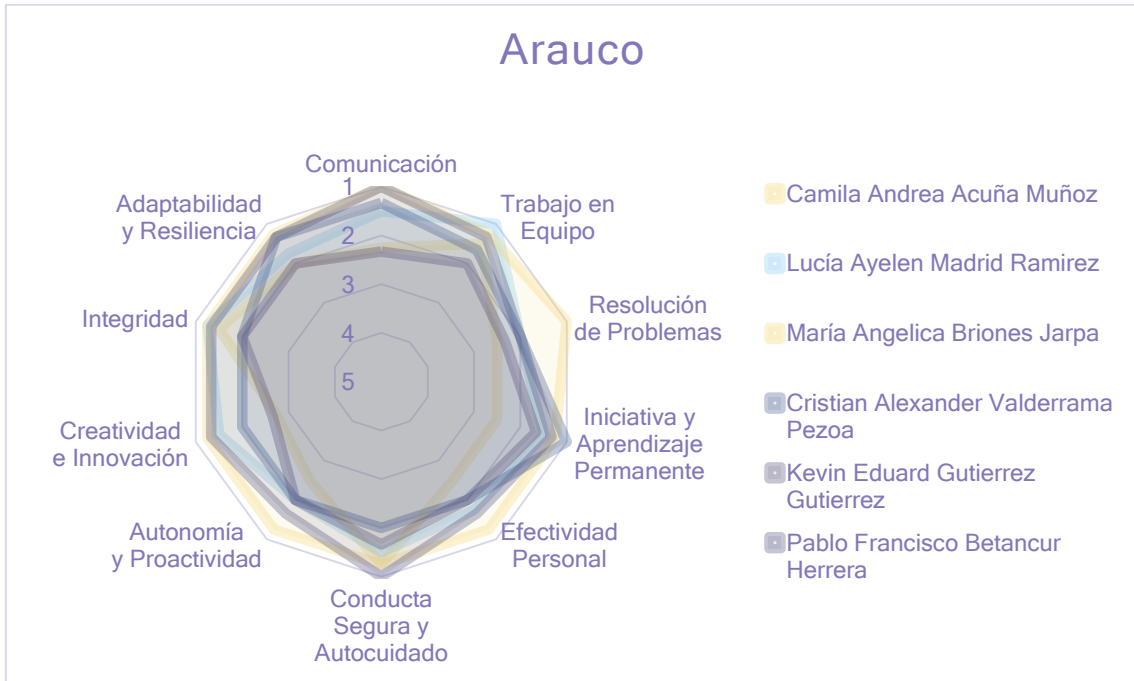 Arauco
Comunicación
Adaptabilidad
y Resiliencia
1
Trabajo en
Equipo
2
3
4
5
Integridad
Resolución
de Problemas
Creatividad
e Innovación
Iniciativa y
Aprendizaje
Permanente
Autonomía
y Proactividad
Efectividad
Personal
Conducta
Segura y
Autocuidado
Camila Andrea Acuña Muñoz
Lucía Ayelen Madrid Ramirez
María Angelica Briones Jarpa
Cristian Alexander Valderrama
Pezoa
Kevin Eduard Gutierrez
Gutierrez
Pablo Francisco Betancur
Herrera